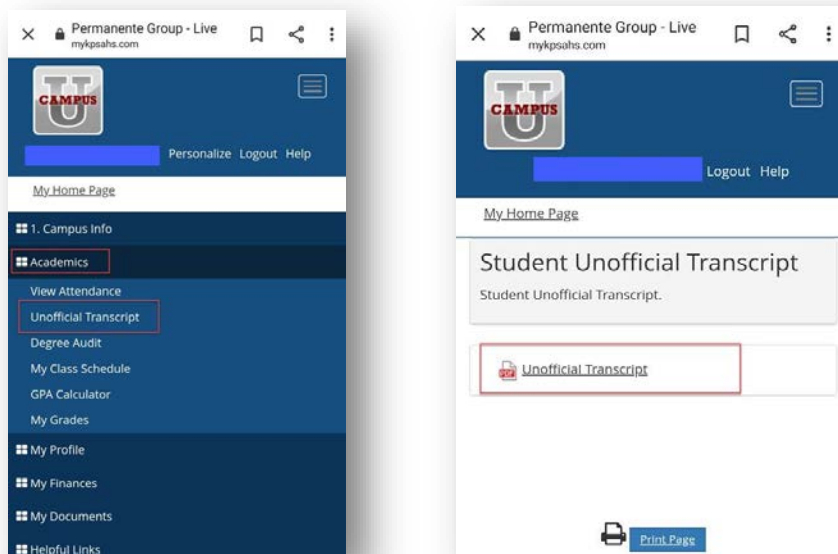 Permanente Group - Live
mykpsahs.com
CAMPUS
U
Personalize Logout Help
My Home Page
1. Campus Info
Academics
View Attendance
Unofficial Transcript
Degree Audit
My Class Schedule
GPA Calculator
My Grades
My Profile
My Finances
My Documents
Helpful Links
Permanente Group - Live
mykpsahs.com
CAMPUS
U
Logout Help
My Home Page
Student Unofficial Transcript
Student Unofficial Transcript.
PDF Unofficial Transcript
Print Page